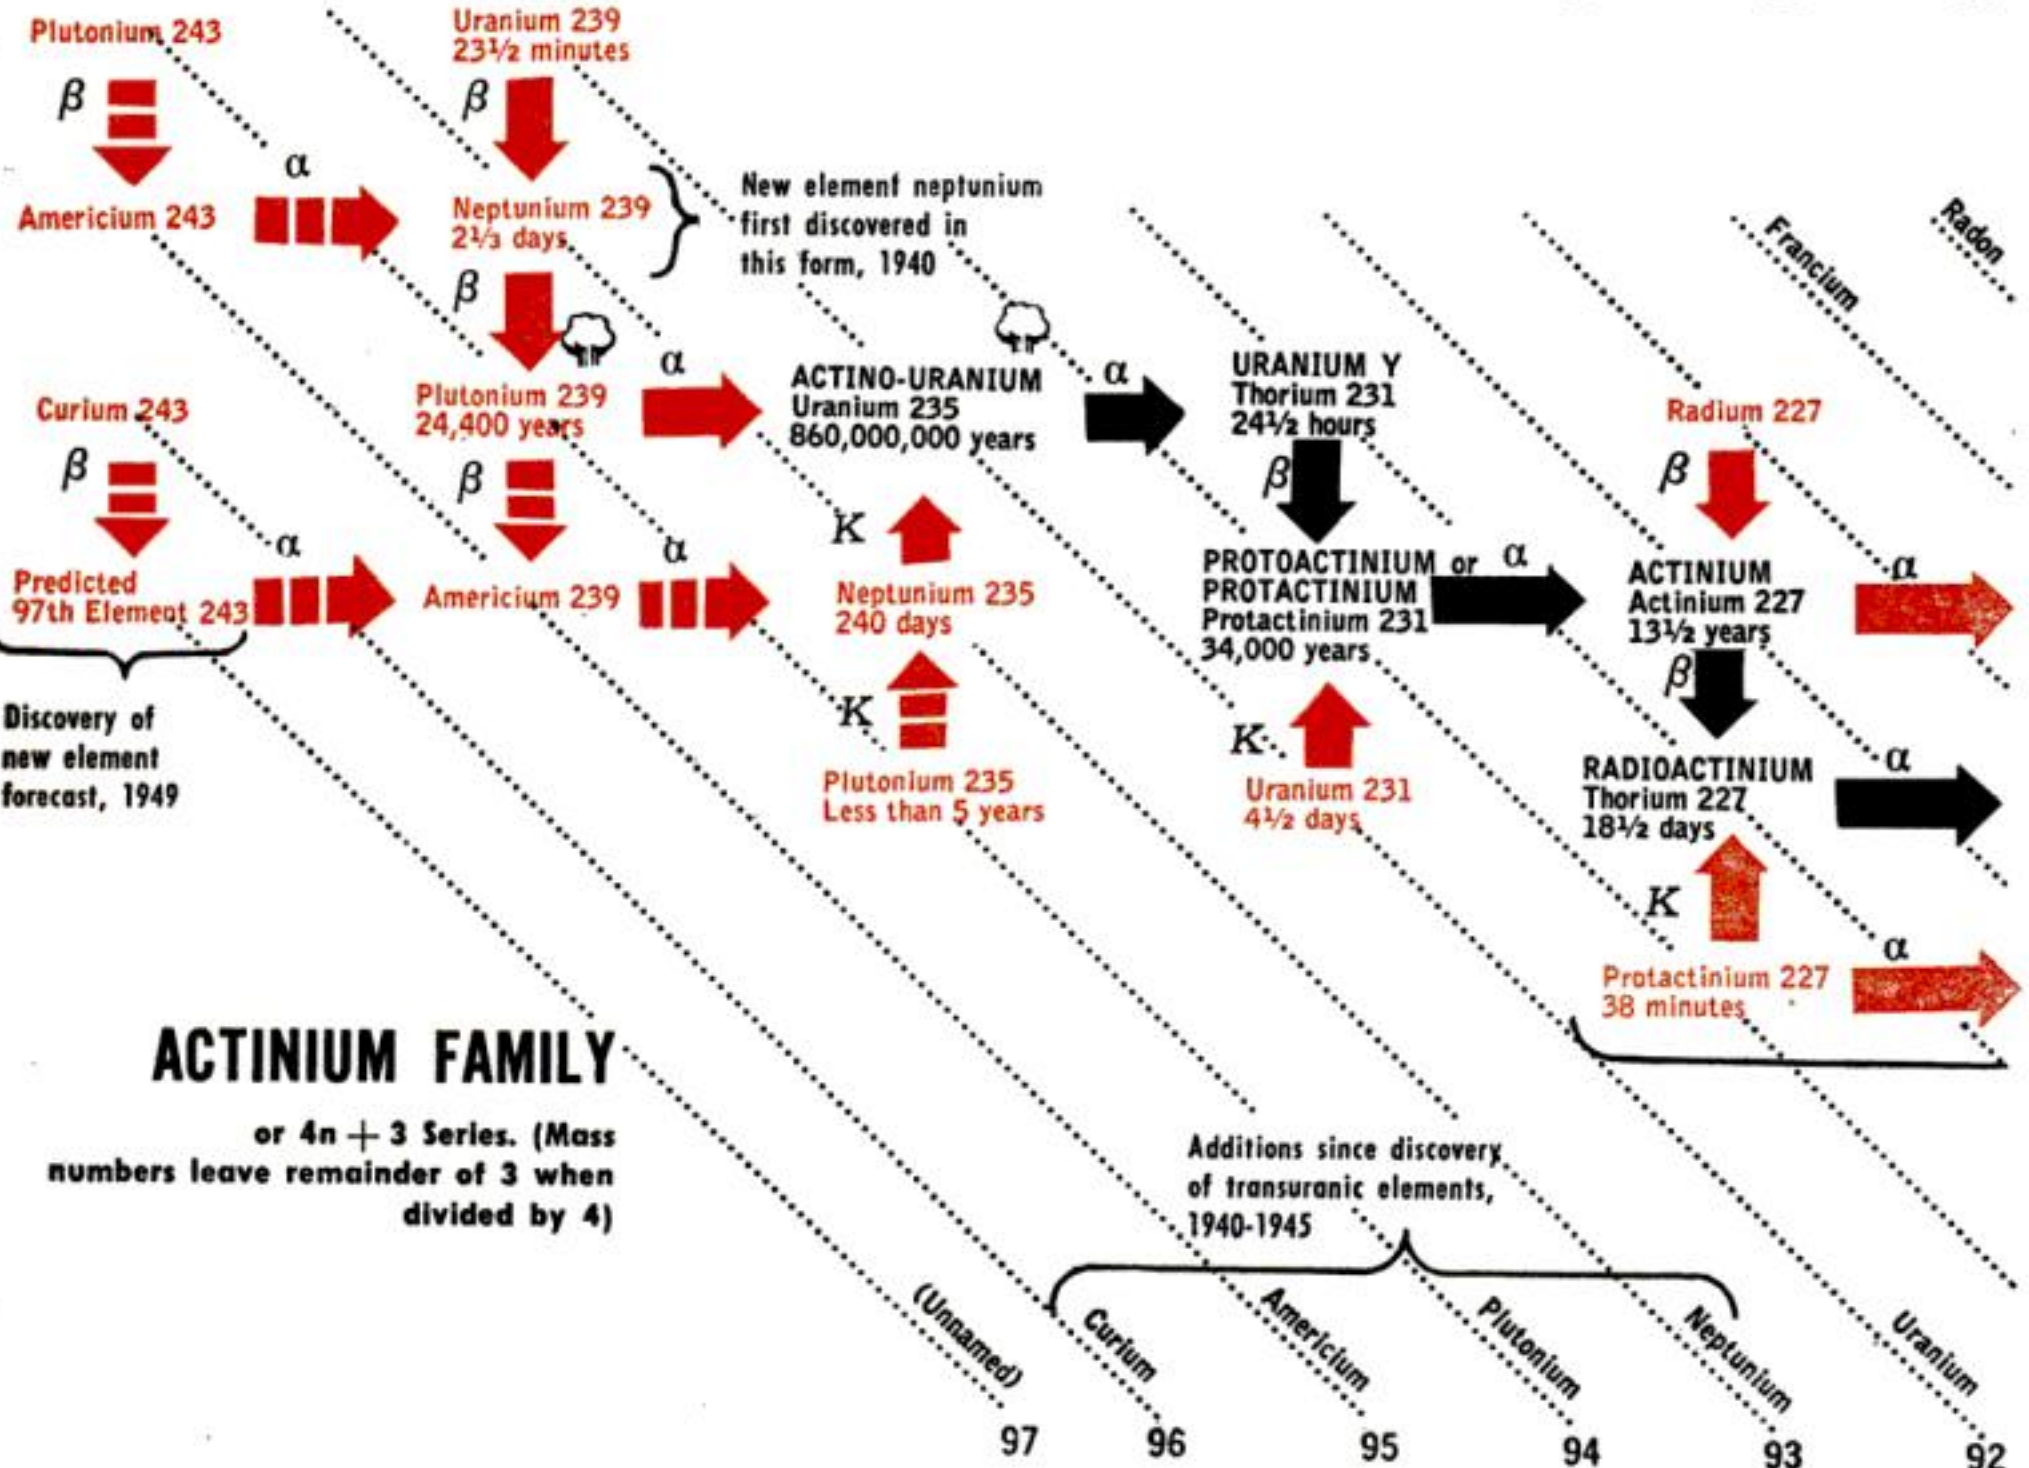 Plutonium 243
β
α
Americium 243
Uranium 239
23½ minutes
β
Neptunium 239
2⅓ days
β
New element neptunium
first discovered in
this form, 1940
Curium 243
β
α
Predicted
97th Element 243
Discovery of
new element
forecast, 1949
Plutonium 239
24,400 years
α
β
Americium 239
α
ACTINO-URANIUM
Uranium 235
860,000,000 years
α
K
Neptunium 235
240 days
K
Plutonium 235
Less than 5 years
URANIUM Y
Thorium 231
24½ hours
β
PROTOACTINIUM or
PROTACTINIUM
Protactinium 231
34,000 years
α
K
Uranium 231
4½ days
Francium
Radon
Radium 227
β
ACTINIUM
Actinium 227
13½ years
α
β
RADIOACTINIUM
Thorium 227
18½ days
α
K
Protactinium 227
38 minutes
α
ACTINIUM FAMILY
or 4n + 3 Series. (Mass
numbers leave remainder of 3 when
divided by 4)
Additions since discovery
of transuranic elements,
1940-1945
(Unnamed)
Curium
Americium
Plutonium
Neptunium
Uranium
97
96
95
94
93
92